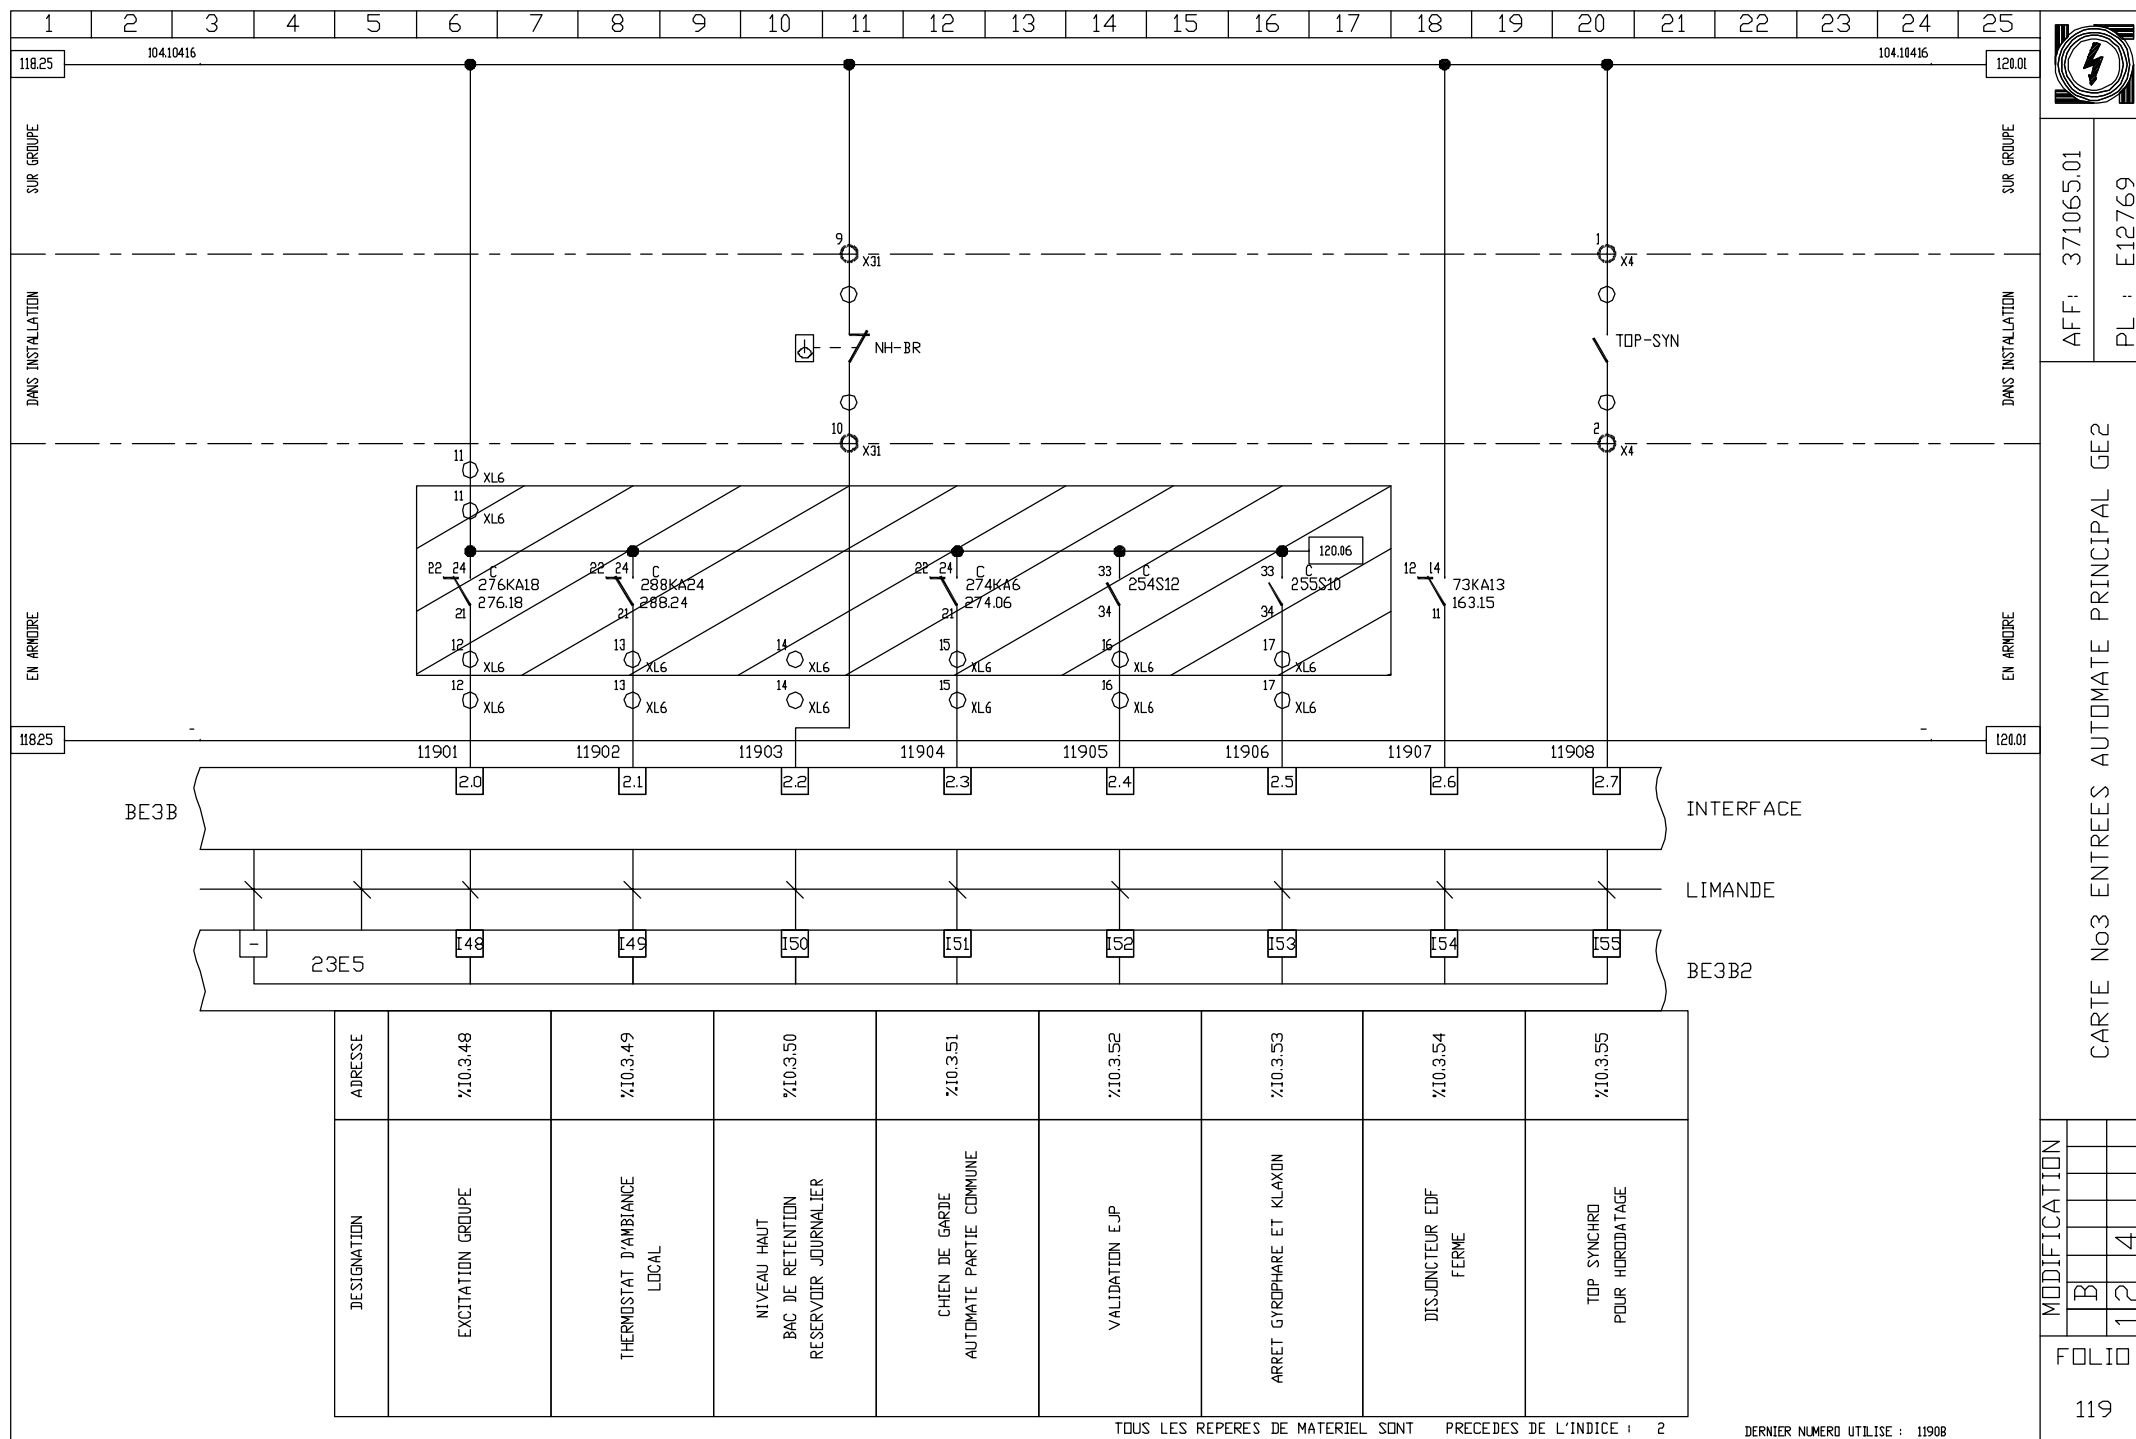 1 2 3 4 5 6 7 8 9 10 11 12 13 14 15 16 17 18 19 20 21 22 23 24 25
118.25 104.10416 104.10416 120.01
SUR GROUPE SUR GROUPE
9 X31 1 X4
DANS INSTALLATION NH-BR TOP-SYN DANS INSTALLATION
10 X31 2 X4
11 XL6
11 XL6
120.06
22 24 C 276KA18 276.18 21
22 24 C 288KA24 288.24 21
22 24 C 274KA6 274.06 21
33 C 254S12 34
33 C 255S10 34
12 14 73KA13 163.15 11
EN ARMOIRE EN ARMOIRE
12 XL6 13 XL6 14 XL6 15 XL6 16 XL6 17 XL6
12 XL6 13 XL6 14 XL6 15 XL6 16 XL6 17 XL6
11825 - - 120.01
11901 11902 11903 11904 11905 11906 11907 11908
2.0 2.1 2.2 2.3 2.4 2.5 2.6 2.7
BE3B INTERFACE
LIMANDE
- I48 I49 I50 I51 I52 I53 I54 I55
23E5 BE3B2
ADRESSE %I0.3.48 %I0.3.49 %I0.3.50 %I0.3.51 %I0.3.52 %I0.3.53 %I0.3.54 %I0.3.55
DESIGNATION
EXCITATION GROUPE
THERMOSTAT D'AMBIANCE
LOCAL
NIVEAU HAUT
BAC DE RETENTION
RESERVOIR JOURNALIER
CHIEN DE GARDE
AUTOMATE PARTIE COMMUNE
VALIDATION EJP
ARRET GYROPHARE ET KLAXON
DISJONCTEUR EDF
FERME
TOP SYNCHRO
POUR HORODATAGE
TOUS LES REPERES DE MATERIEL SONT PRECEDES DE L'INDICE : 2
DERNIER NUMERO UTILISE : 11908
AFF: 371065.01
PL : E12769
CARTE No3 ENTREES AUTOMATE PRINCIPAL GE2
MODIFICATION
B
12 4
FOLIO
119